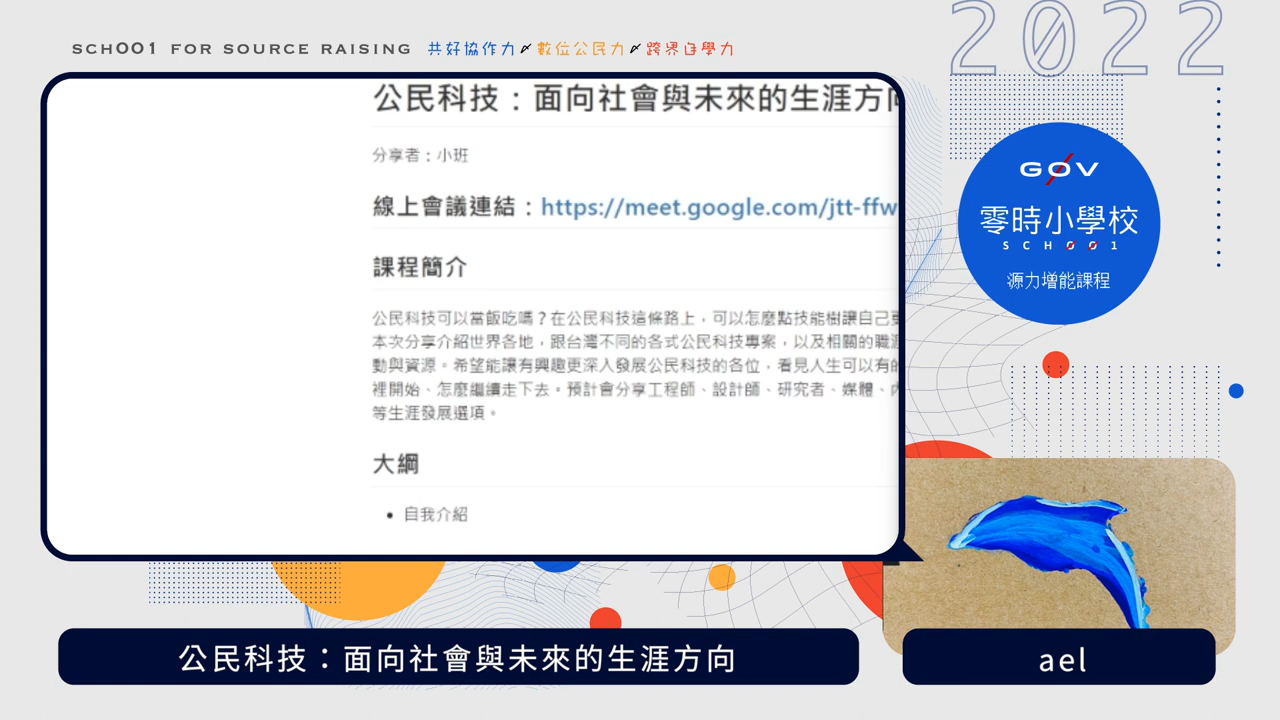 SCHOO1 FOR SOURCE RAISING 共好協作力 數位公民力 跨界自學力
2022
公民科技：面向社會與未來的生涯方向
分享者：小班
線上會議連結：https://meet.google.com/jtt-ffw
課程簡介
公民科技可以當飯吃嗎？在公民科技這條路上，可以怎麼點技能樹讓自己更
本次分享介紹世界各地，跟台灣不同的各式公民科技專案，以及相關的職涯
動與資源。希望能讓有興趣更深入發展公民科技的各位，看見人生可以有的
裡開始、怎麼繼續走下去。預計會分享工程師、設計師、研究者、媒體、
等生涯發展選項。
大綱
自我介紹
G0V
零時小學校
SCH001
源力增能課程
公民科技：面向社會與未來的生涯方向
ael